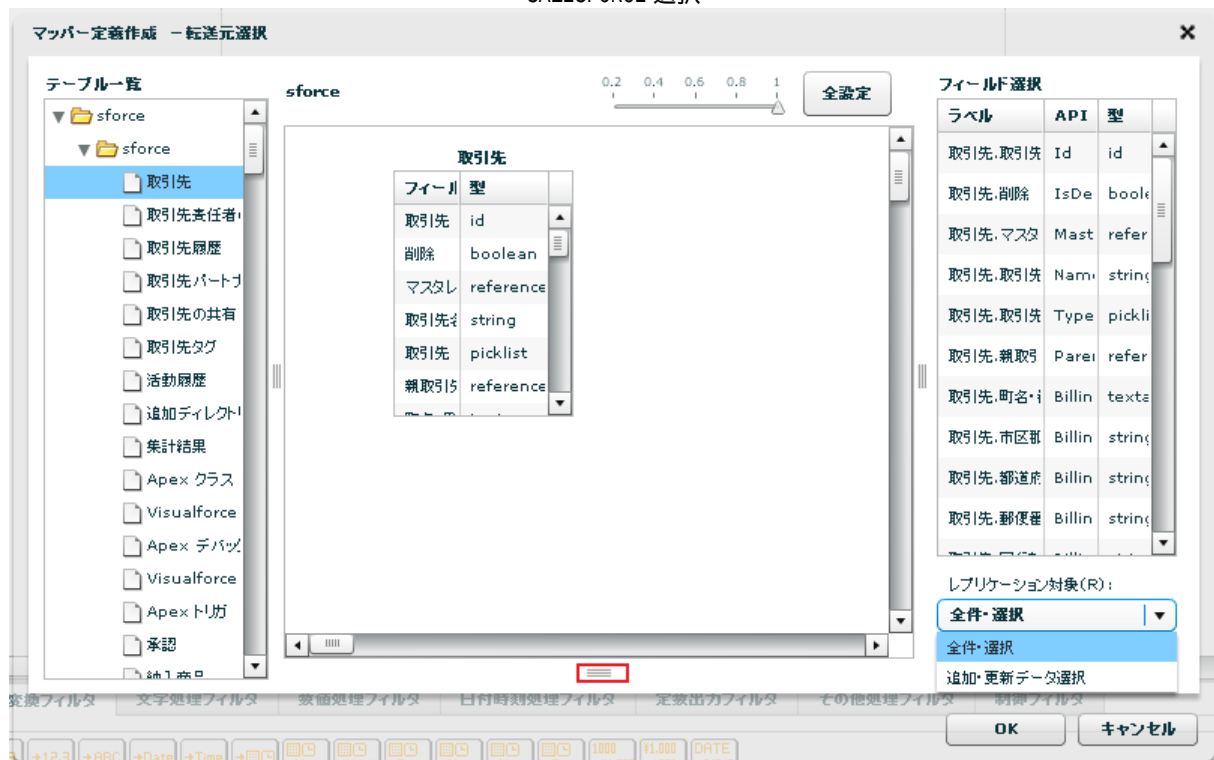 マッパー定義作成 －転送元選択
テーブル一覧
sforce
sforce
取引先
取引先責任者
取引先履歴
取引先パートナ
取引先の共有
取引先タグ
活動履歴
追加ディレクトリ
集計結果
Apex クラス
Visualforce
Apex デバッグ
Visualforce
Apex トリガ
承認
納入商品
sforce
0.2 0.4 0.6 0.8 1
全設定
取引先
フィール 型
取引先 id
削除 boolean
マスタレ reference
取引先名 string
取引先 picklist
親取引先 reference
フィールド選択
ラベル API 型
取引先.取引先 Id id
取引先.削除 IsDe boole
取引先.マスタ Mast refer
取引先.取引先 Nam string
取引先.取引先 Type pickli
取引先.親取引 Parei refer
取引先.町名・ Billin texta
取引先.市区郡 Billin string
取引先.都道府 Billin string
取引先.郵便番 Billin string
レプリケーション対象(R):
全件・選択
全件・選択
追加・更新データ選択
変換フィルタ 文字処理フィルタ 数値処理フィルタ 日付時刻処理フィルタ 定数出力フィルタ その他処理フィルタ 制御フィルタ
OK キャンセル
→12.3 →ABC →Date →Time 1000 ¥1,000 DATE